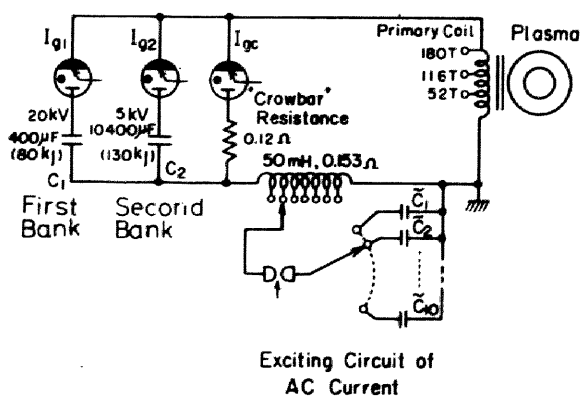 Ig1
Ig2
Igc
Primary Coil
Plasma
180T
116T
52T
"Crowbar"
Resistance
0.12Ω
20kV
400μF
(80kJ)
C1
5kV
10400μF
(130kJ)
C2
50mH, 0.153Ω
First
Bank
Second
Bank
C̃1
C̃2
C̃10
Exciting Circuit of
AC Current